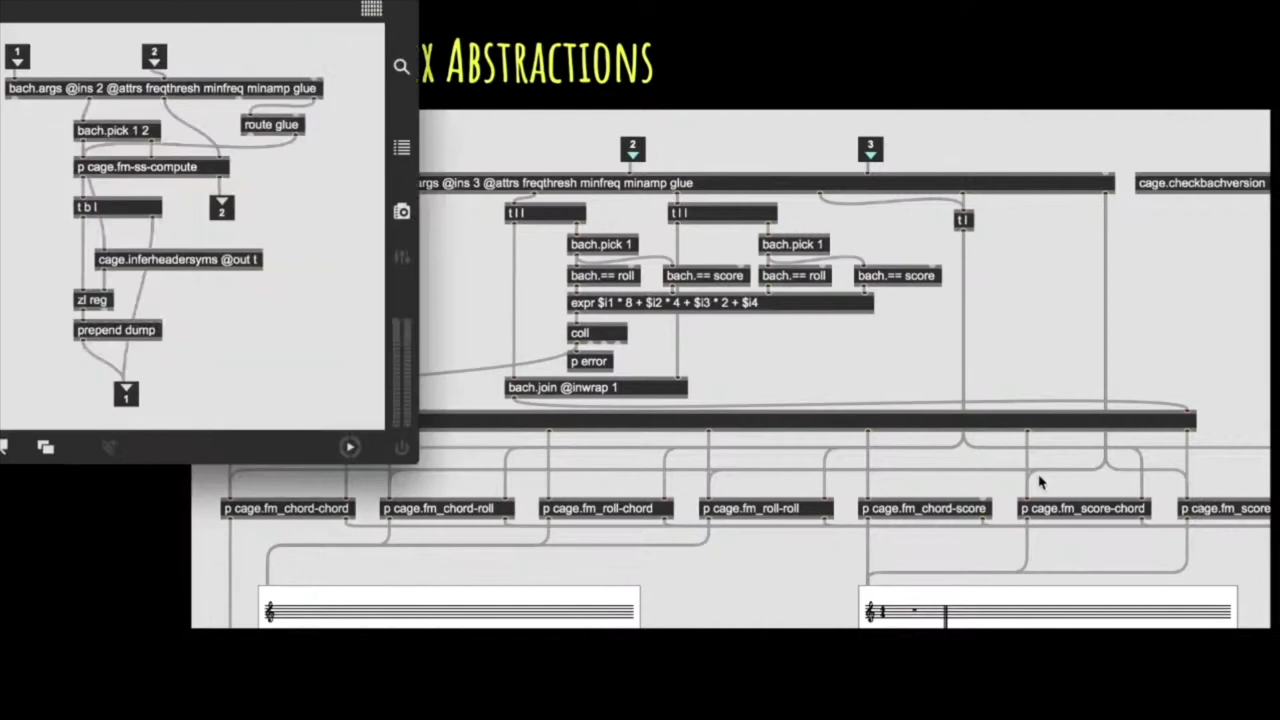 x Abstractions
1
2
bach.args @ins 2 @attrs freqthresh minfreq minamp glue
bach.pick 1 2
route glue
p cage.fm-ss-compute
t b l
2
cage.inferheadersyms @out t
zl reg
prepend dump
1
2
3
args @ins 3 @attrs freqthresh minfreq minamp glue
cage.checkbachversion
t l l
t l l
t l
bach.pick 1
bach.pick 1
bach.== roll
bach.== score
bach.== roll
bach.== score
expr $i1 * 8 + $i2 * 4 + $i3 * 2 + $i4
coll
p error
bach.join @inwrap 1
p cage.fm_chord-chord
p cage.fm_chord-roll
p cage.fm_roll-chord
p cage.fm_roll-roll
p cage.fm_chord-score
p cage.fm_score-chord
p cage.fm_score